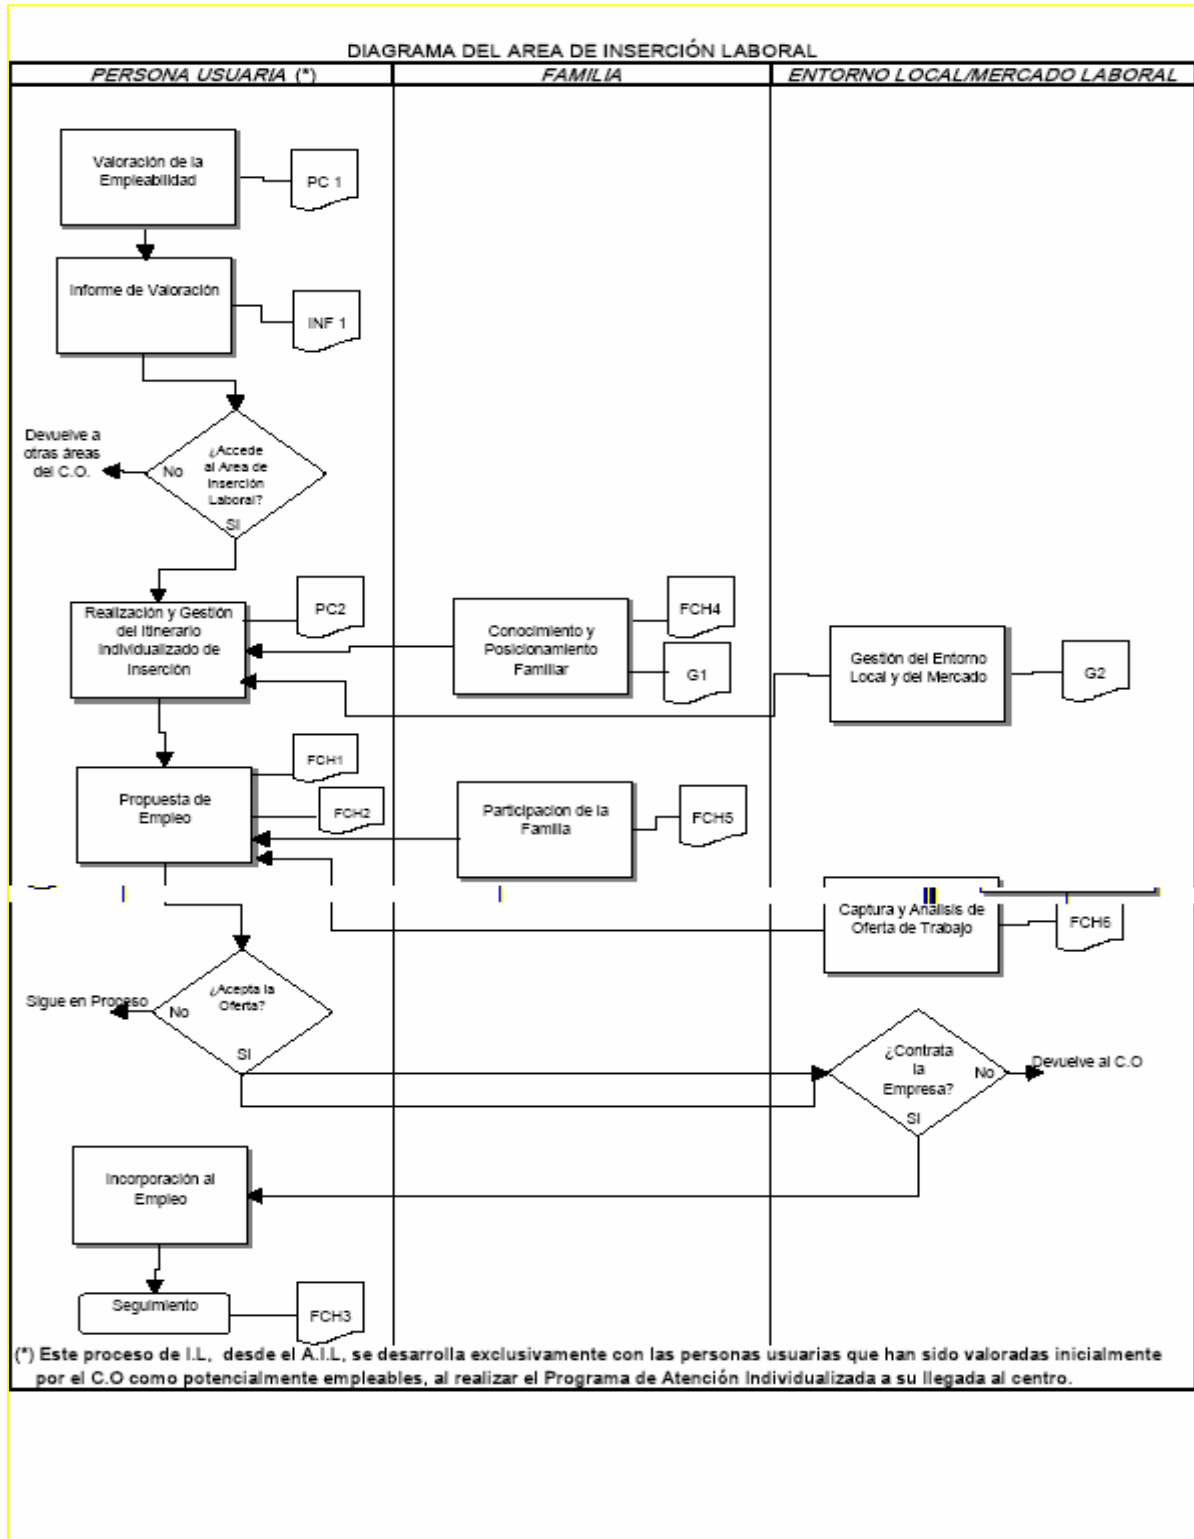 DIAGRAMA DEL AREA DE INSERCIÓN LABORAL
PERSONA USUARIA (*)
FAMILIA
ENTORNO LOCAL/MERCADO LABORAL
Valoración de la
Empleabilidad
PC 1
Informe de Valoración
INF 1
Devuelve a
otras áreas
del C.O.
No
¿Accede
al Area de
Inserción
Laboral?
SI
Realización y Gestión
del Itinerario
Individualizado de
Inserción
PC2
Conocimiento y
Posicionamiento
Familiar
FCH4
G1
Gestión del Entorno
Local y del Mercado
G2
Propuesta de
Empleo
FCH1
FCH2
Participacion de la
Familia
FCH5
Captura y Análisis de
Oferta de Trabajo
FCH6
Sigue en Proceso
No
¿Acepta la
Oferta?
SI
¿Contrata
la
Empresa?
No
SI
Devuelve al C.O
Incorporación al
Empleo
Seguimiento
FCH3
(*) Este proceso de I.L, desde el A.I.L, se desarrolla exclusivamente con las personas usuarias que han sido valoradas inicialmente
por el C.O como potencialmente empleables, al realizar el Programa de Atención Individualizada a su llegada al centro.